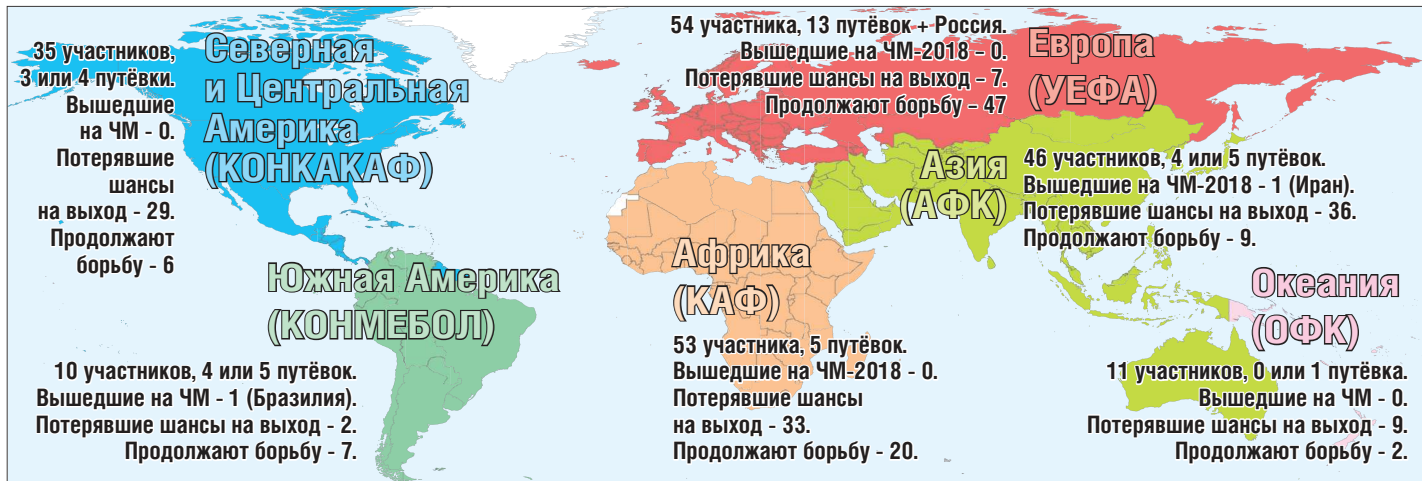 35 участников,
3 или 4 путёвки.
Вышедшие
на ЧМ - 0.
Потерявшие
шансы
на выход - 29.
Продолжают
борьбу - 6
Северная
и Центральная
Америка
(КОНКАКАФ)
54 участника, 13 путёвок + Россия.
Вышедшие на ЧМ-2018 - 0.
Потерявшие шансы на выход - 7.
Продолжают борьбу - 47
Европа
(УЕФА)
Азия
(АФК)
46 участников, 4 или 5 путёвок.
Вышедшие на ЧМ-2018 - 1 (Иран).
Потерявшие шансы на выход - 36.
Продолжают борьбу - 9.
Южная Америка
(КОНМЕБОЛ)
10 участников, 4 или 5 путёвок.
Вышедшие на ЧМ - 1 (Бразилия).
Потерявшие шансы на выход - 2.
Продолжают борьбу - 7.
Африка
(КАФ)
53 участника, 5 путёвок.
Вышедшие на ЧМ-2018 - 0.
Потерявшие шансы
на выход - 33.
Продолжают борьбу - 20.
Океания
(ОФК)
11 участников, 0 или 1 путёвка.
Вышедшие на ЧМ - 0.
Потерявшие шансы на выход - 9.
Продолжают борьбу - 2.